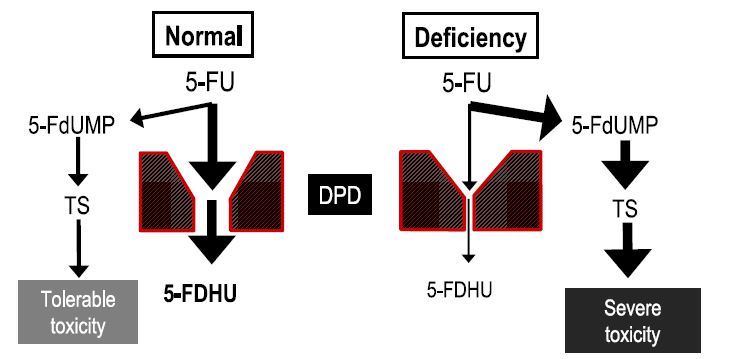 Normal
5-FU
5-FdUMP
TS
Tolerable
toxicity
5-FDHU
DPD
Deficiency
5-FU
5-FdUMP
TS
5-FDHU
Severe
toxicity